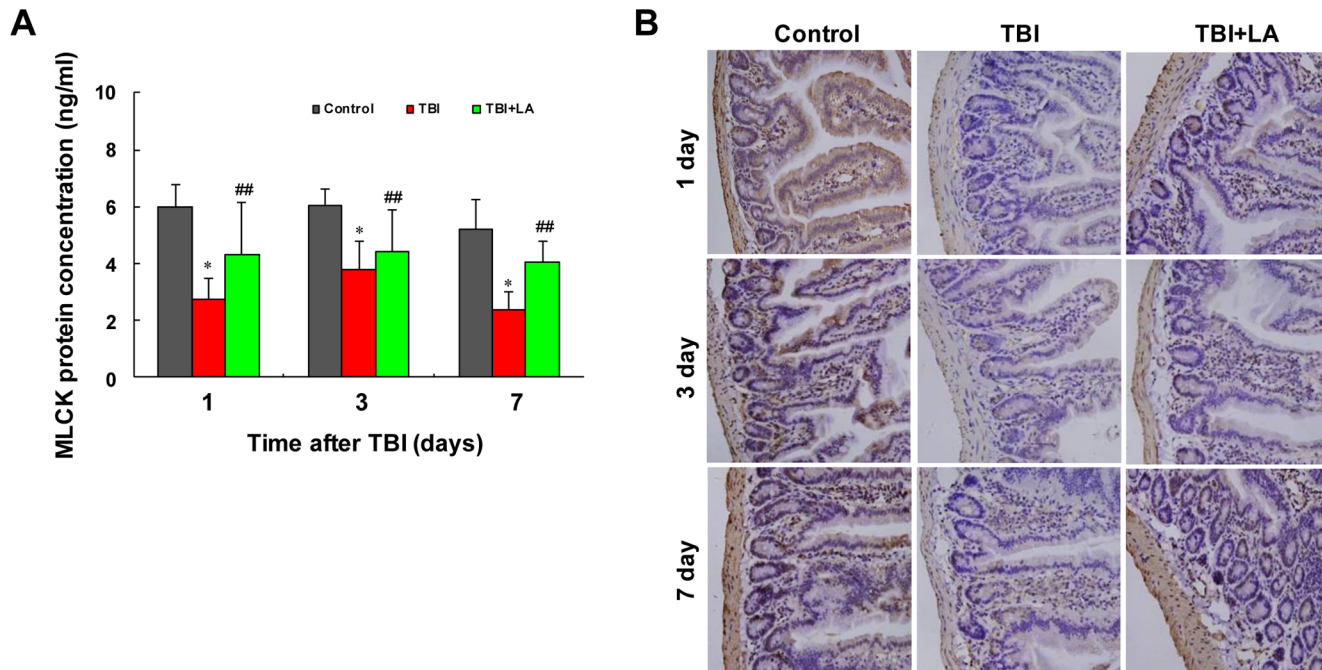 A
MLCK protein concentration (ng/ml)
10
8
6
4
2
0
Control
TBI
TBI+LA
*
##
*
##
*
##
1
3
7
Time after TBI (days)
B
Control
TBI
TBI+LA
1 day
3 day
7 day